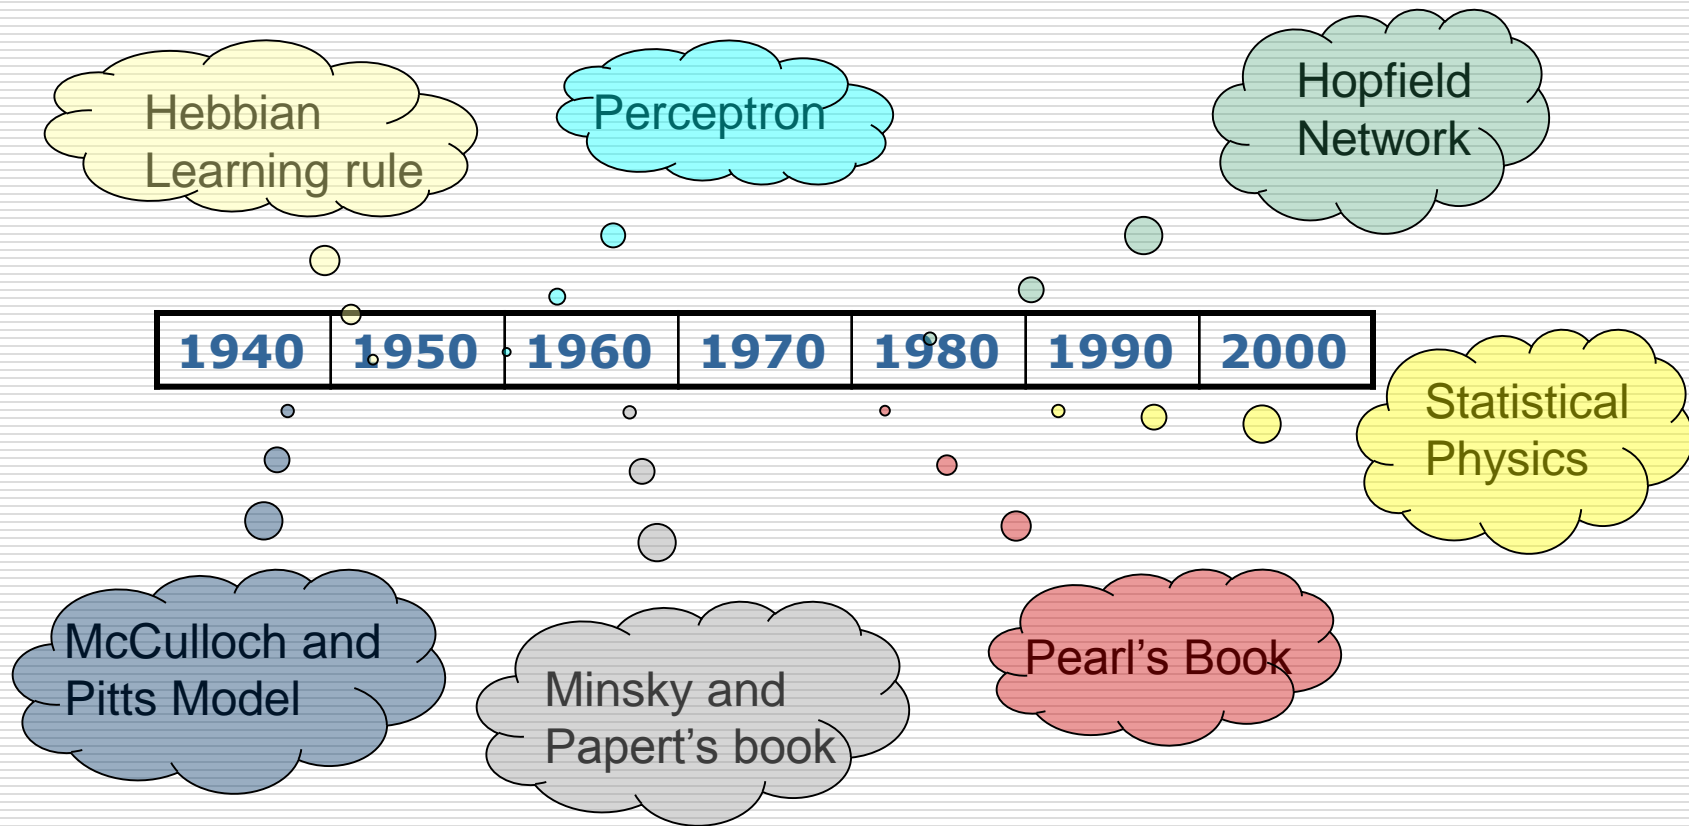 Hebbian
Learning rule
Perceptron
Hopfield
Network
1940 1950 1960 1970 1980 1990 2000
Statistical
Physics
McCulloch and
Pitts Model
Minsky and
Papert's book
Pearl's Book